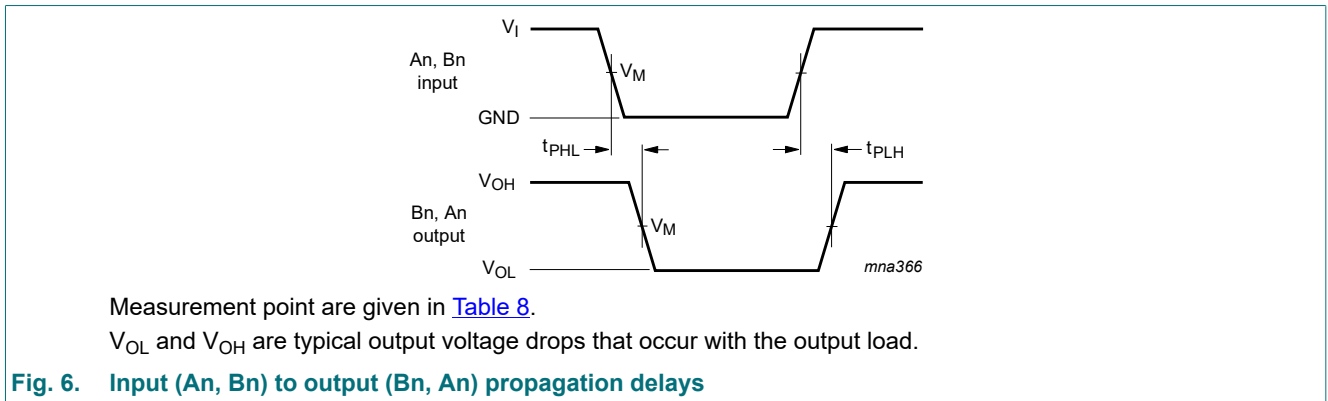 V_I
An, Bn
input
V_M
GND
t_PHL
t_PLH
V_OH
Bn, An
output
V_M
V_OL
mna366
Measurement point are given in Table 8.
V_OL and V_OH are typical output voltage drops that occur with the output load.
Fig. 6. Input (An, Bn) to output (Bn, An) propagation delays